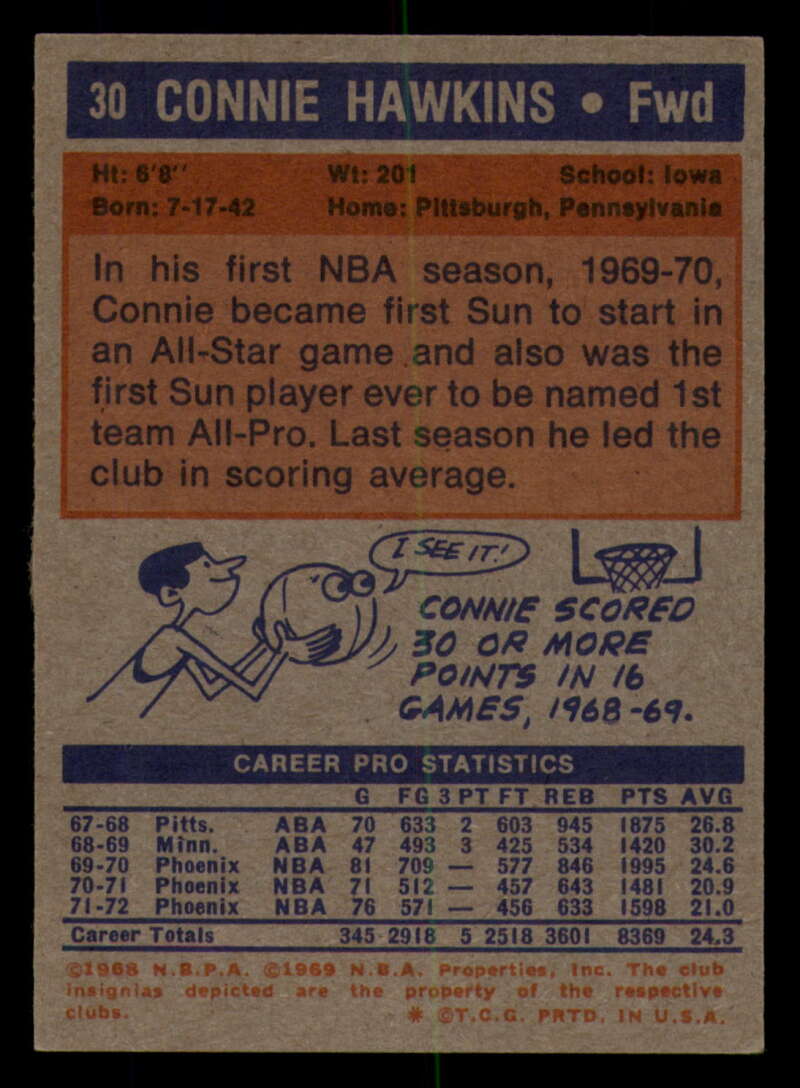 30 CONNIE HAWKINS • Fwd
Ht: 6'8'' Wt: 201 School: Iowa
Born: 7-17-42 Home: Pittsburgh, Pennsylvania
In his first NBA season, 1969-70,
Connie became first Sun to start in
an All-Star game and also was the
first Sun player ever to be named 1st
team All-Pro. Last season he led the
club in scoring average.
I SEE IT!
CONNIE SCORED
30 OR MORE
POINTS IN 16
GAMES, 1968-69.
CAREER PRO STATISTICS
G FG 3 PT FT REB PTS AVG
67-68 Pitts. ABA 70 633 2 603 945 1875 26.8
68-69 Minn. ABA 47 493 3 425 534 1420 30.2
69-70 Phoenix NBA 81 709 — 577 846 1995 24.6
70-71 Phoenix NBA 71 512 — 457 643 1481 20.9
71-72 Phoenix NBA 76 571 — 456 633 1598 21.0
Career Totals 345 2918 5 2518 3601 8369 24.3
©1968 N.B.P.A. ©1969 N.B.A. Properties, Inc. The club
insignias depicted are the property of the respective
clubs. * ©T.C.G. PRTD. IN U.S.A.